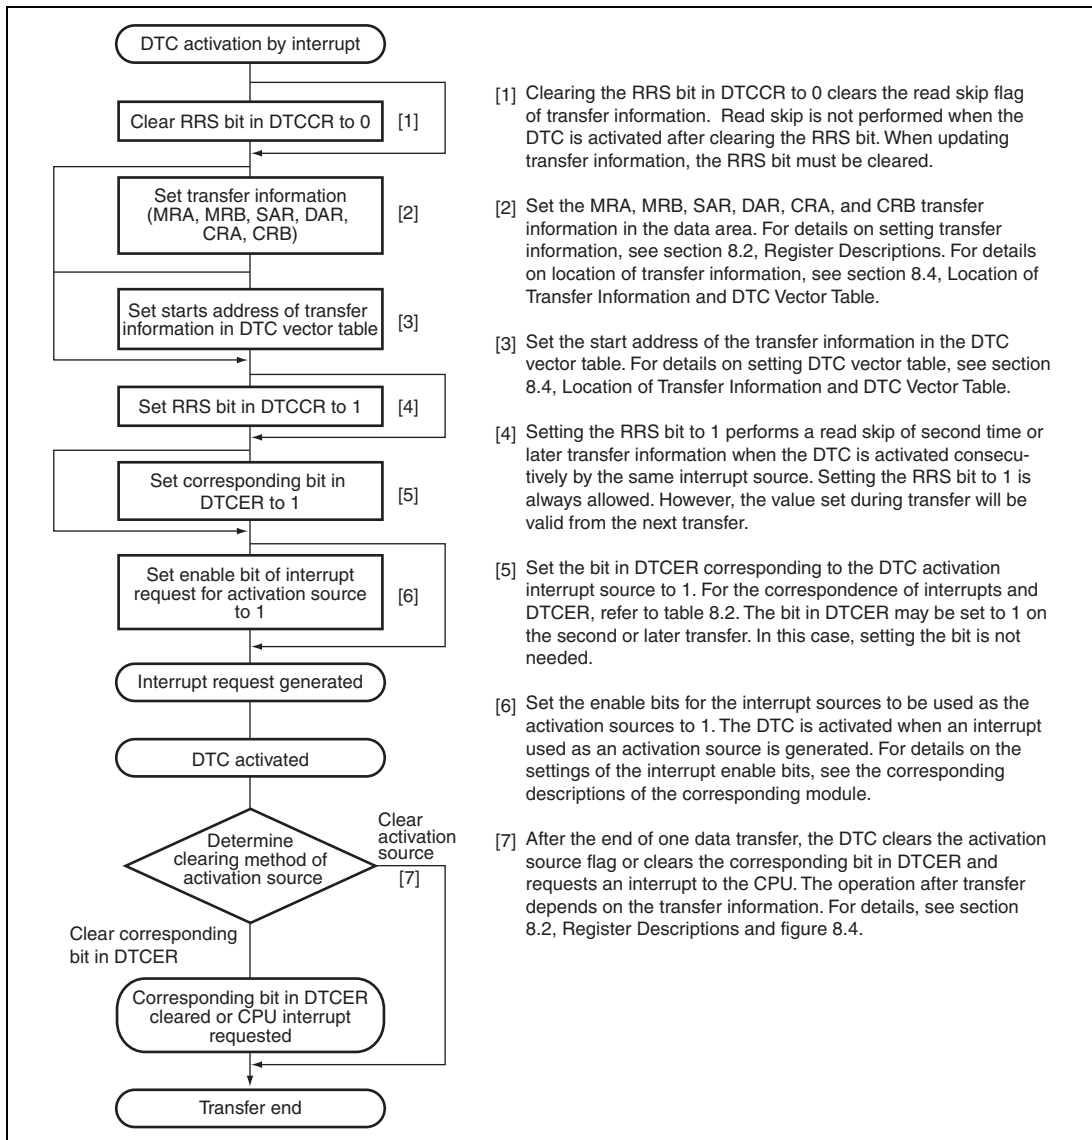 DTC activation by interrupt
Clear RRS bit in DTCCR to 0
[1]
Set transfer information
(MRA, MRB, SAR, DAR,
CRA, CRB)
[2]
Set starts address of transfer
information in DTC vector table
[3]
Set RRS bit in DTCCR to 1
[4]
Set corresponding bit in
DTCER to 1
[5]
Set enable bit of interrupt
request for activation source
to 1
[6]
Interrupt request generated
DTC activated
Determine
clearing method of
activation source
Clear
activation
source
[7]
Clear corresponding
bit in DTCER
Corresponding bit in DTCER
cleared or CPU interrupt
requested
Transfer end
[1] Clearing the RRS bit in DTCCR to 0 clears the read skip flag
of transfer information. Read skip is not performed when the
DTC is activated after clearing the RRS bit. When updating
transfer information, the RRS bit must be cleared.
[2] Set the MRA, MRB, SAR, DAR, CRA, and CRB transfer
information in the data area. For details on setting transfer
information, see section 8.2, Register Descriptions. For details
on location of transfer information, see section 8.4, Location of
Transfer Information and DTC Vector Table.
[3] Set the start address of the transfer information in the DTC
vector table. For details on setting DTC vector table, see section
8.4, Location of Transfer Information and DTC Vector Table.
[4] Setting the RRS bit to 1 performs a read skip of second time or
later transfer information when the DTC is activated consecu-
tively by the same interrupt source. Setting the RRS bit to 1 is
always allowed. However, the value set during transfer will be
valid from the next transfer.
[5] Set the bit in DTCER corresponding to the DTC activation
interrupt source to 1. For the correspondence of interrupts and
DTCER, refer to table 8.2. The bit in DTCER may be set to 1 on
the second or later transfer. In this case, setting the bit is not
needed.
[6] Set the enable bits for the interrupt sources to be used as the
activation sources to 1. The DTC is activated when an interrupt
used as an activation source is generated. For details on the
settings of the interrupt enable bits, see the corresponding
descriptions of the corresponding module.
[7] After the end of one data transfer, the DTC clears the activation
source flag or clears the corresponding bit in DTCER and
requests an interrupt to the CPU. The operation after transfer
depends on the transfer information. For details, see section
8.2, Register Descriptions and figure 8.4.